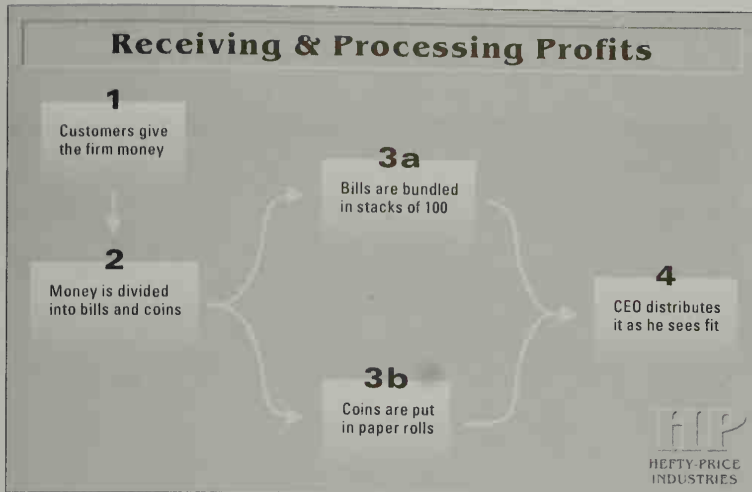 Receiving & Processing Profits
1
Customers give
the firm money
2
Money is divided
into bills and coins
3a
Bills are bundled
in stacks of 100
3b
Coins are put
in paper rolls
4
CEO distributes
it as he sees fit
HP
HEFTY-PRICE
INDUSTRIES